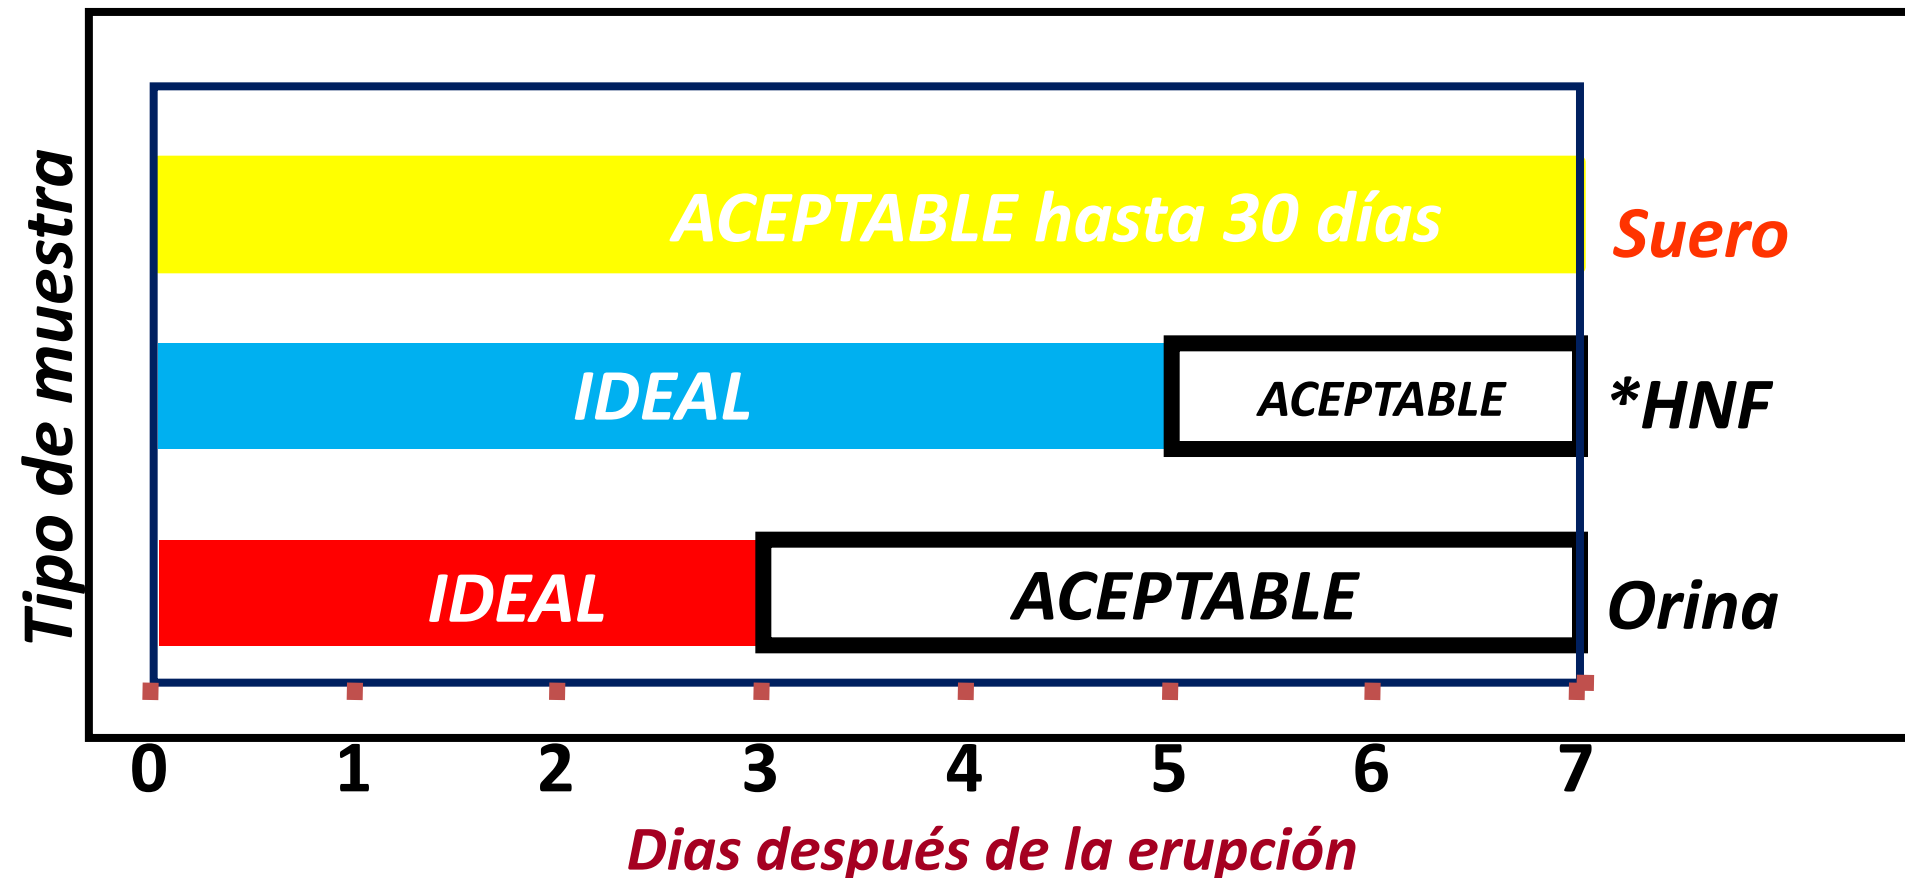 Tipo de muestra
ACEPTABLE hasta 30 días
Suero
IDEAL
ACEPTABLE
*HNF
IDEAL
ACEPTABLE
Orina
0 1 2 3 4 5 6 7
Dias después de la erupción